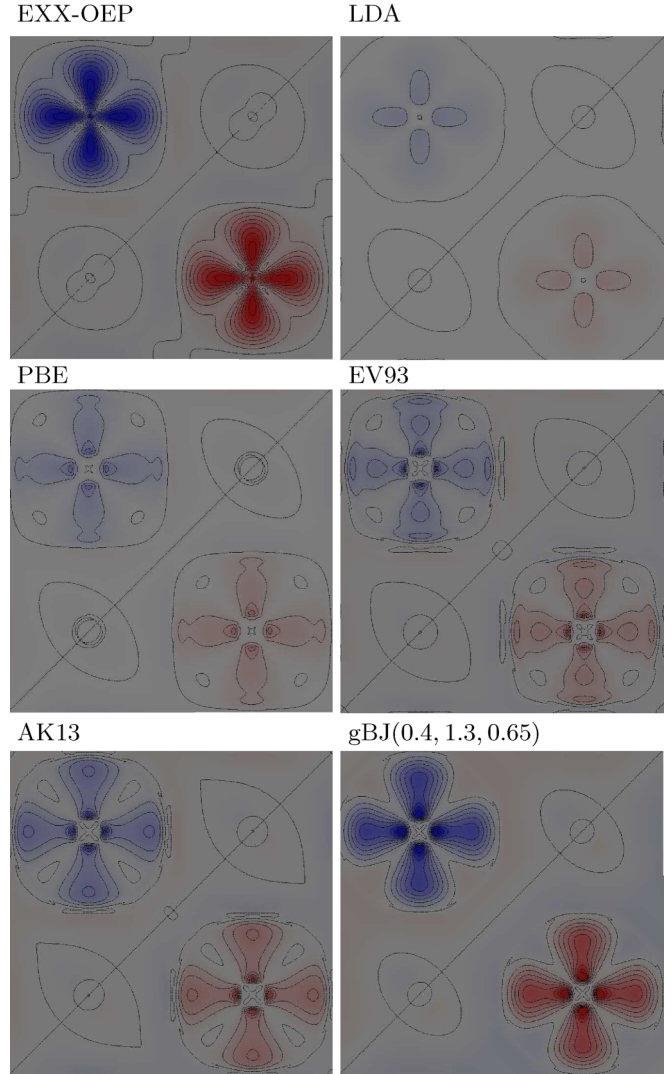 EXX-OEP
LDA
PBE
EV93
AK13
gBJ(0.4, 1.3, 0.65)